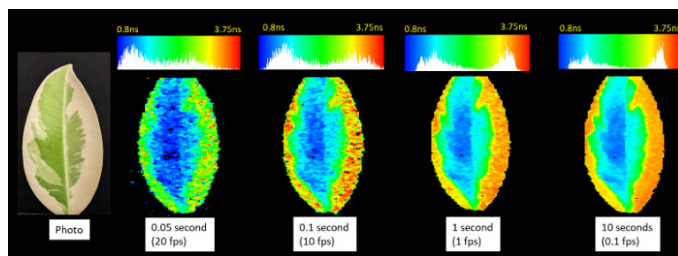 0.8ns 3.75ns
0.8ns 3.75ns
0.8ns 3.75ns
0.8ns 3.75ns
Photo
0.05 second
(20 fps)
0.1 second
(10 fps)
1 second
(1 fps)
10 seconds
(0.1 fps)